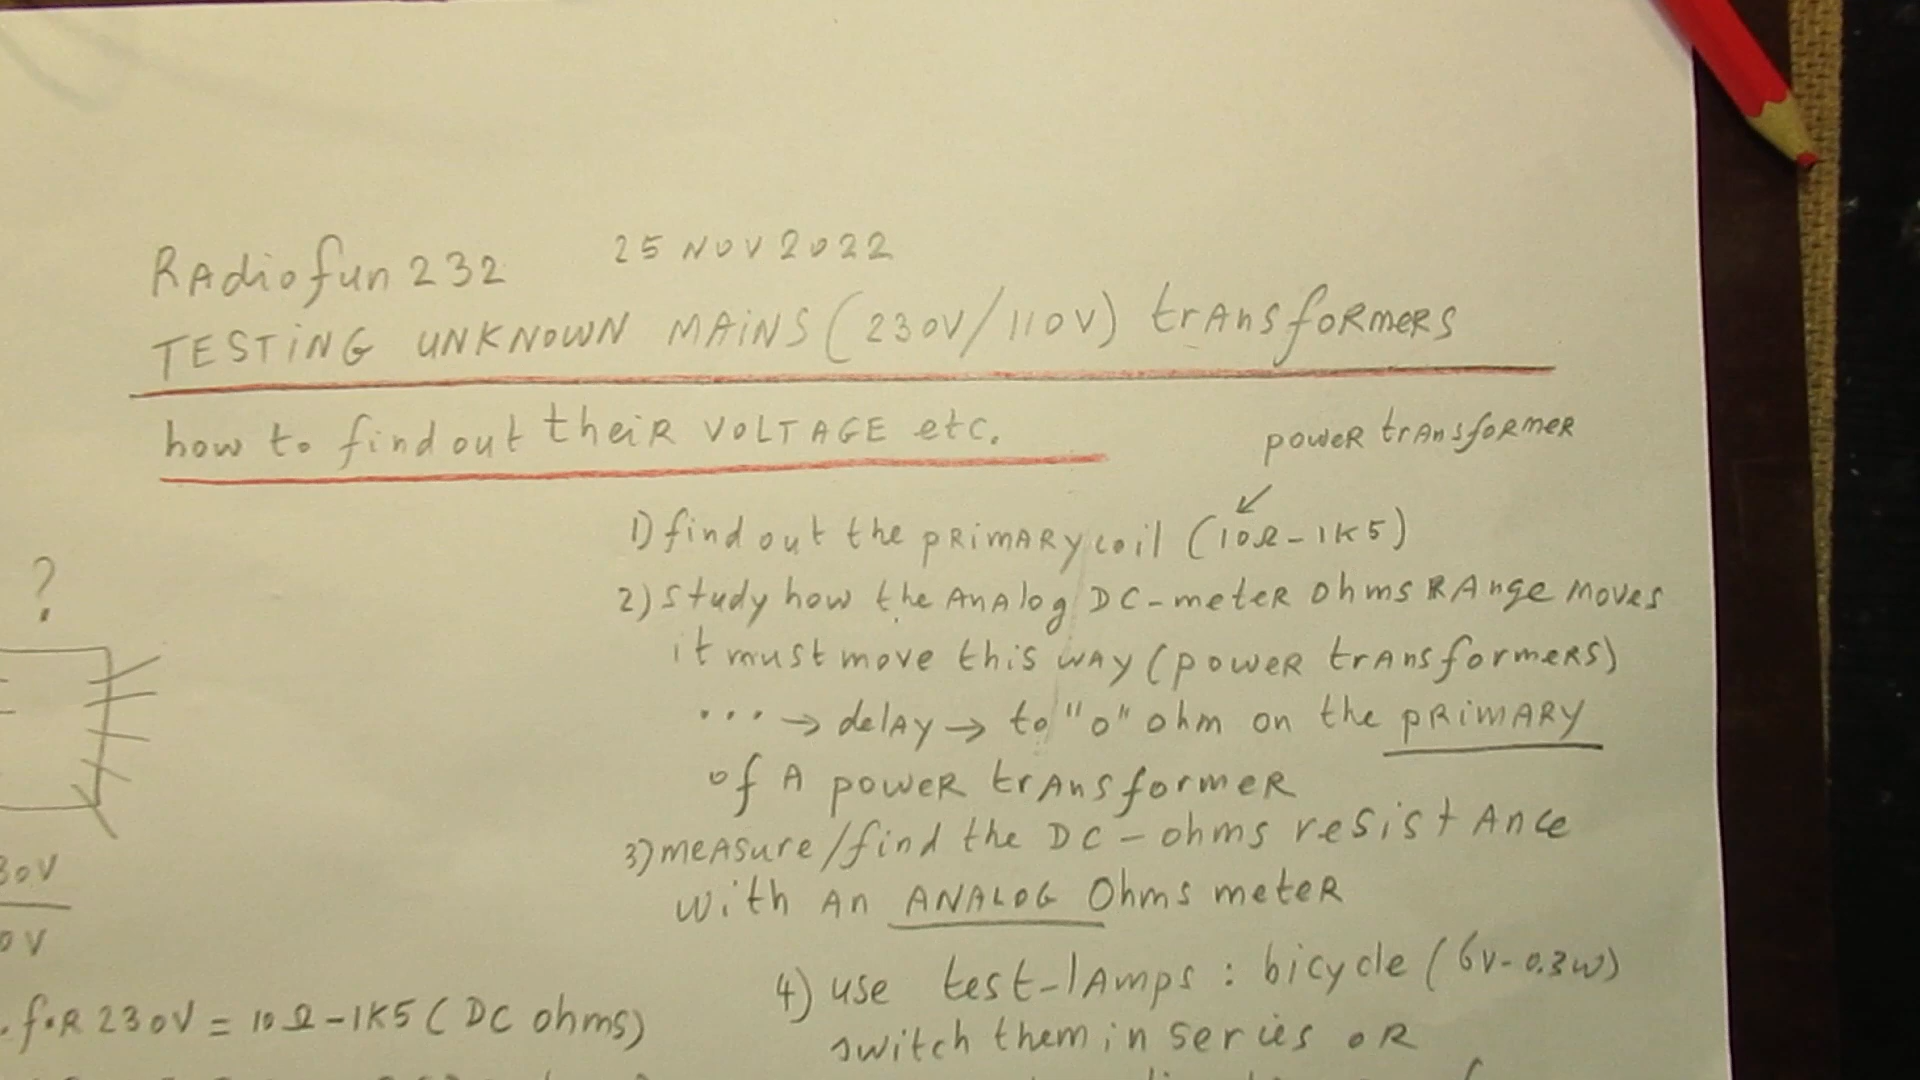 RAdiofun232 25 NOV 2022
TESTING UNKNOWN MAINS (230V/110V) trAnsfoRmeRS
how to find out theiR VOLTAGE etc.
poweR trAnsfoRmeR
1) find out the pRiMARY coil (10Ω-1K5)
2) study how the AnAlog DC-meteR ohms RAnge moves
it must move this wAy (poweR trAnsformeRs)
... → delAy → to "0" ohm on the pRiMARY
of A poweR trAnsformeR
3) meAsure/find the DC-ohms resistAnce
with An ANALOG Ohms meteR
4) use test-lAmps: bicycle (6V-0.3W)
switch them in series oR
?
30V
0V
. foR 230V = 10Ω-1K5 (DC ohms)